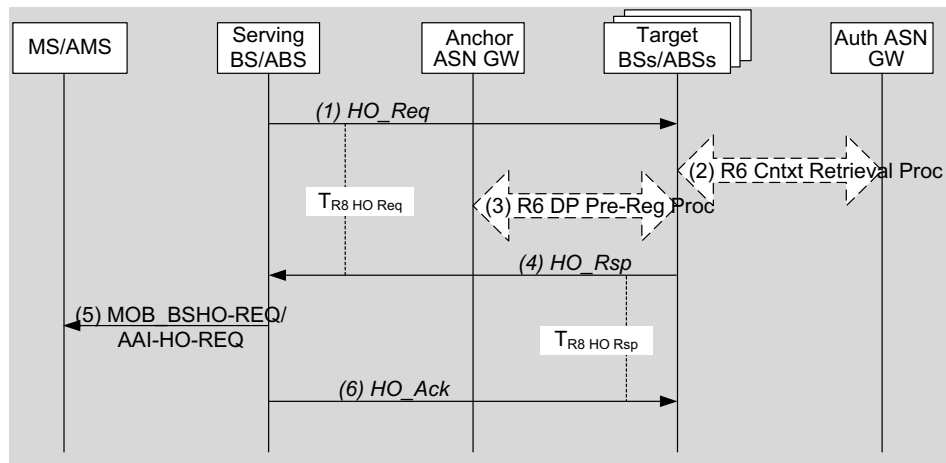 MS/AMS
Serving
BS/ABS
Anchor
ASN GW
Target
BSs/ABSs
Auth ASN
GW
(1) HO_Req
(2) R6 Cntxt Retrieval Proc
T R8 HO Req
(3) R6 DP Pre-Reg Proc
(4) HO_Rsp
(5) MOB_BSHO-REQ/
AAI-HO-REQ
T R8 HO Rsp
(6) HO_Ack